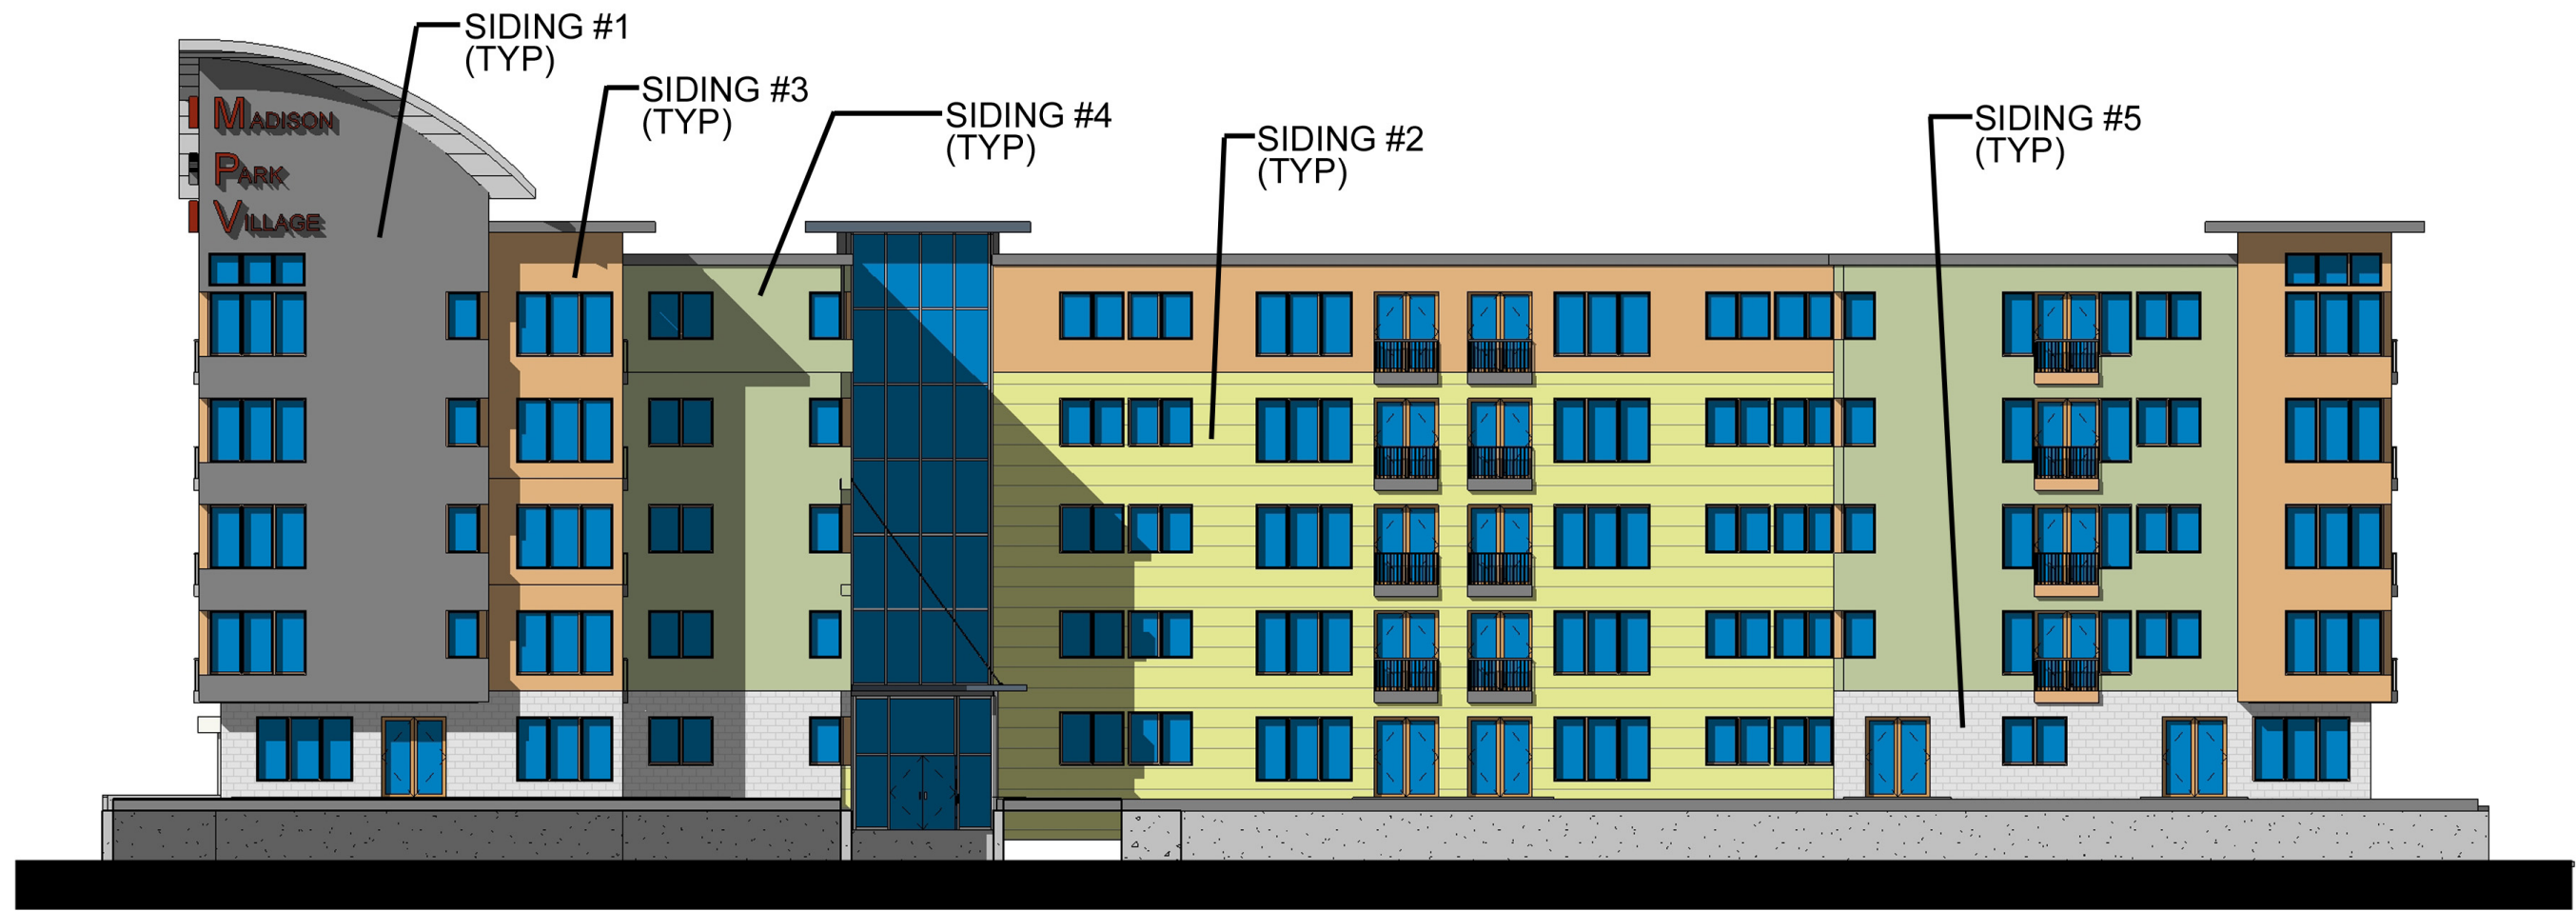 SIDING #1
(TYP)
SIDING #3
(TYP)
SIDING #4
(TYP)
SIDING #2
(TYP)
SIDING #5
(TYP)
MADISON
PARK
VILLAGE